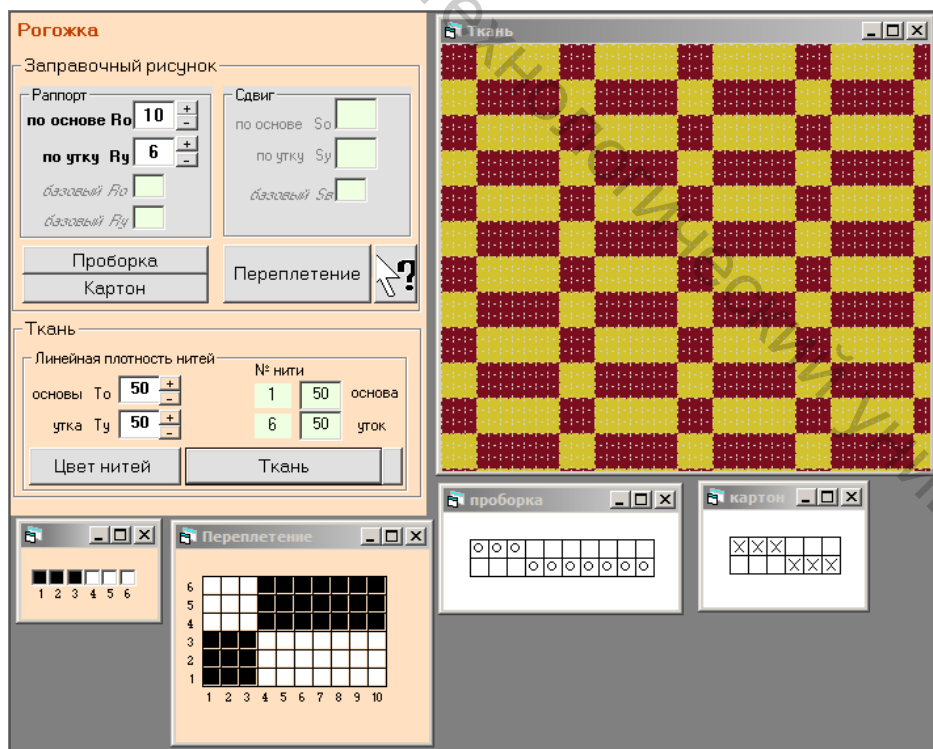 Рогожка
Заправочный рисунок
Раппорт
по основе Ro 10 + -
по утку Ry 6 + -
базовый Ro
базовый Ry
Сдвиг
по основе So
по утку Sy
базовый Sв
Проборка
Картон
Переплетение
?
Ткань
Линейная плотность нитей
№ нити
основы To 50 + -
1 50 основа
утка Ту 50 + -
6 50 уток
Цвет нитей
Ткань
1 2 3 4 5 6
Переплетение
6
5
4
3
2
1
1 2 3 4 5 6 7 8 9 10
Ткань
проборка
картон
технологический